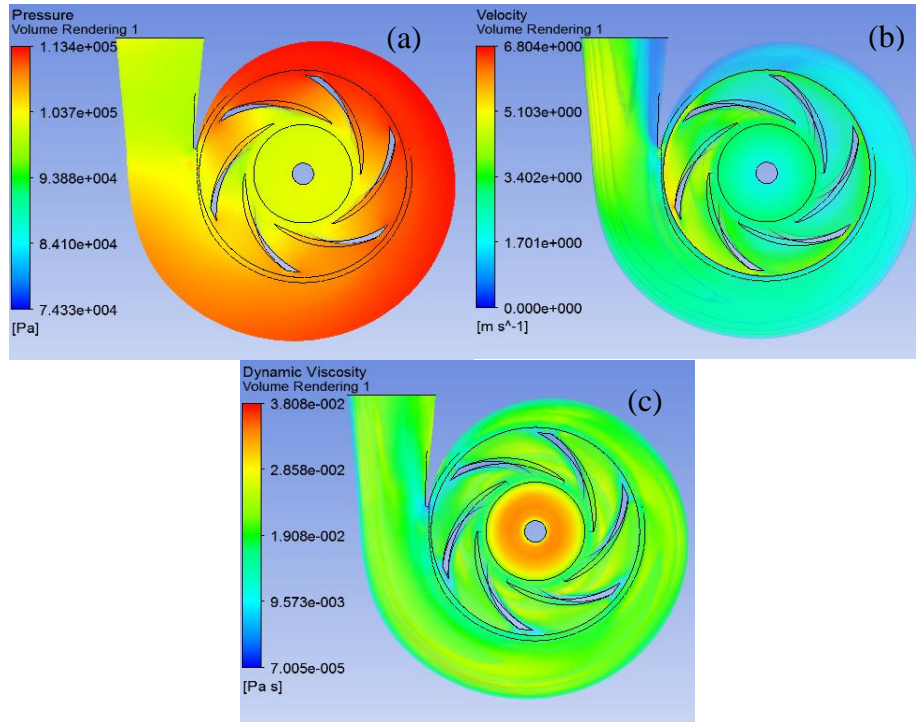 Pressure
Volume Rendering 1
(a)
1.134e+005
1.037e+005
9.388e+004
8.410e+004
7.433e+004
[Pa]
Velocity
Volume Rendering 1
(b)
6.804e+000
5.103e+000
3.402e+000
1.701e+000
0.000e+000
[m s^-1]
Dynamic Viscosity
Volume Rendering 1
(c)
3.808e-002
2.858e-002
1.908e-002
9.573e-003
7.005e-005
[Pa s]